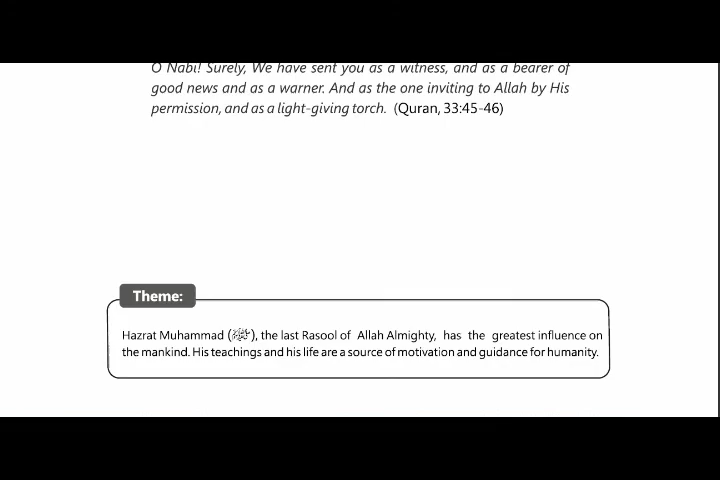 O Nabi! Surely, We have sent you as a witness, and as a bearer of
good news and as a warner. And as the one inviting to Allah by His
permission, and as a light-giving torch. (Quran, 33:45-46)
Theme:
Hazrat Muhammad (ﷺ), the last Rasool of Allah Almighty, has the greatest influence on
the mankind. His teachings and his life are a source of motivation and guidance for humanity.